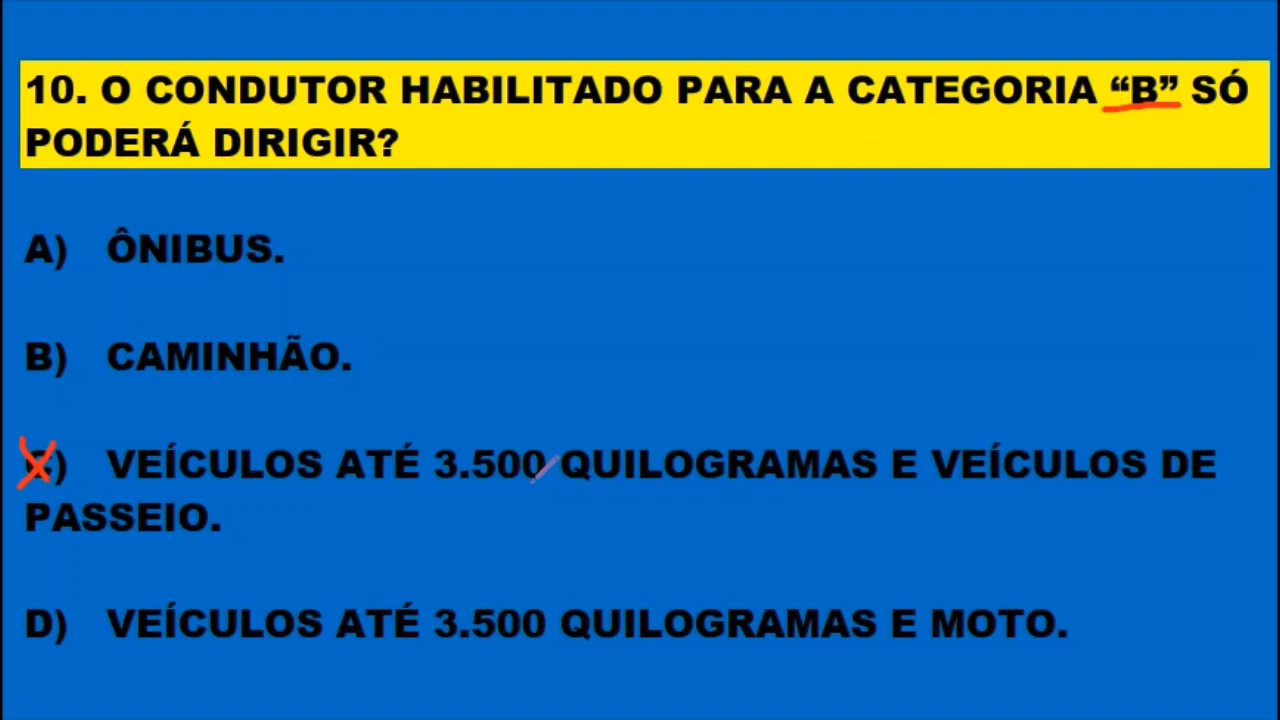 10. O CONDUTOR HABILITADO PARA A CATEGORIA “B” SÓ
PODERÁ DIRIGIR?
A) ÔNIBUS.
B) CAMINHÃO.
C) VEÍCULOS ATÉ 3.500 QUILOGRAMAS E VEÍCULOS DE
PASSEIO.
D) VEÍCULOS ATÉ 3.500 QUILOGRAMAS E MOTO.